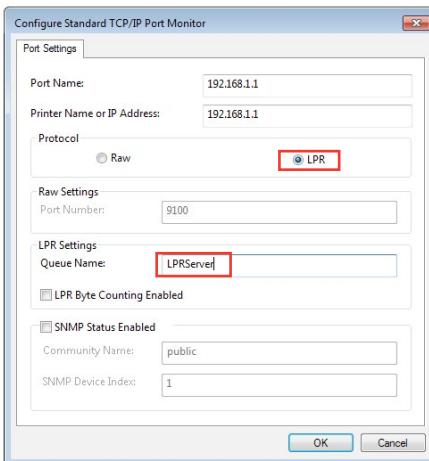 Configure Standard TCP/IP Port Monitor
Port Settings
Port Name: 192.168.1.1
Printer Name or IP Address: 192.168.1.1
Protocol
Raw LPR
Raw Settings
Port Number: 9100
LPR Settings
Queue Name: LPRServer
LPR Byte Counting Enabled
SNMP Status Enabled
Community Name: public
SNMP Device Index: 1
OK Cancel